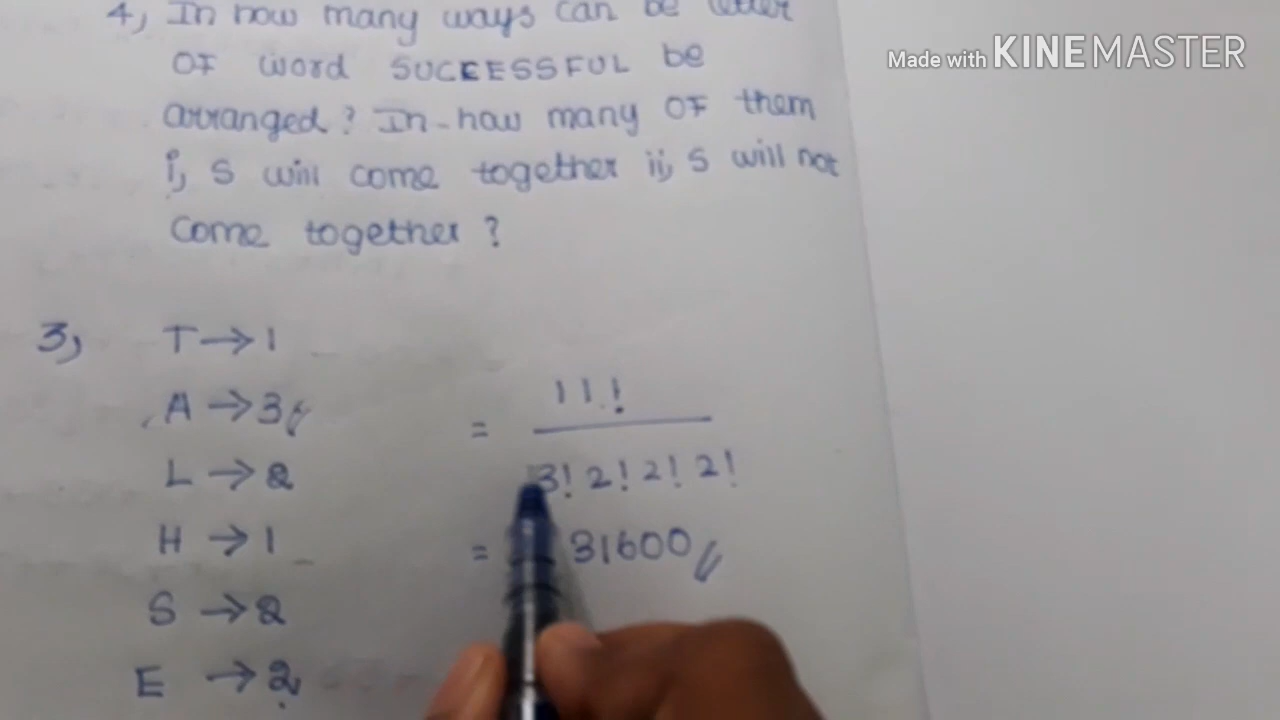 4, In how many ways can be letter
Made with KINEMASTER
OF word SUCCESSFUL be
arranged? In how many OF them
i, S will come together ii, S will not
come together?
3, T→1
A→3
11!
=
L→2
3! 2! 2! 2!
H→1
= 31600
S→2
E→2